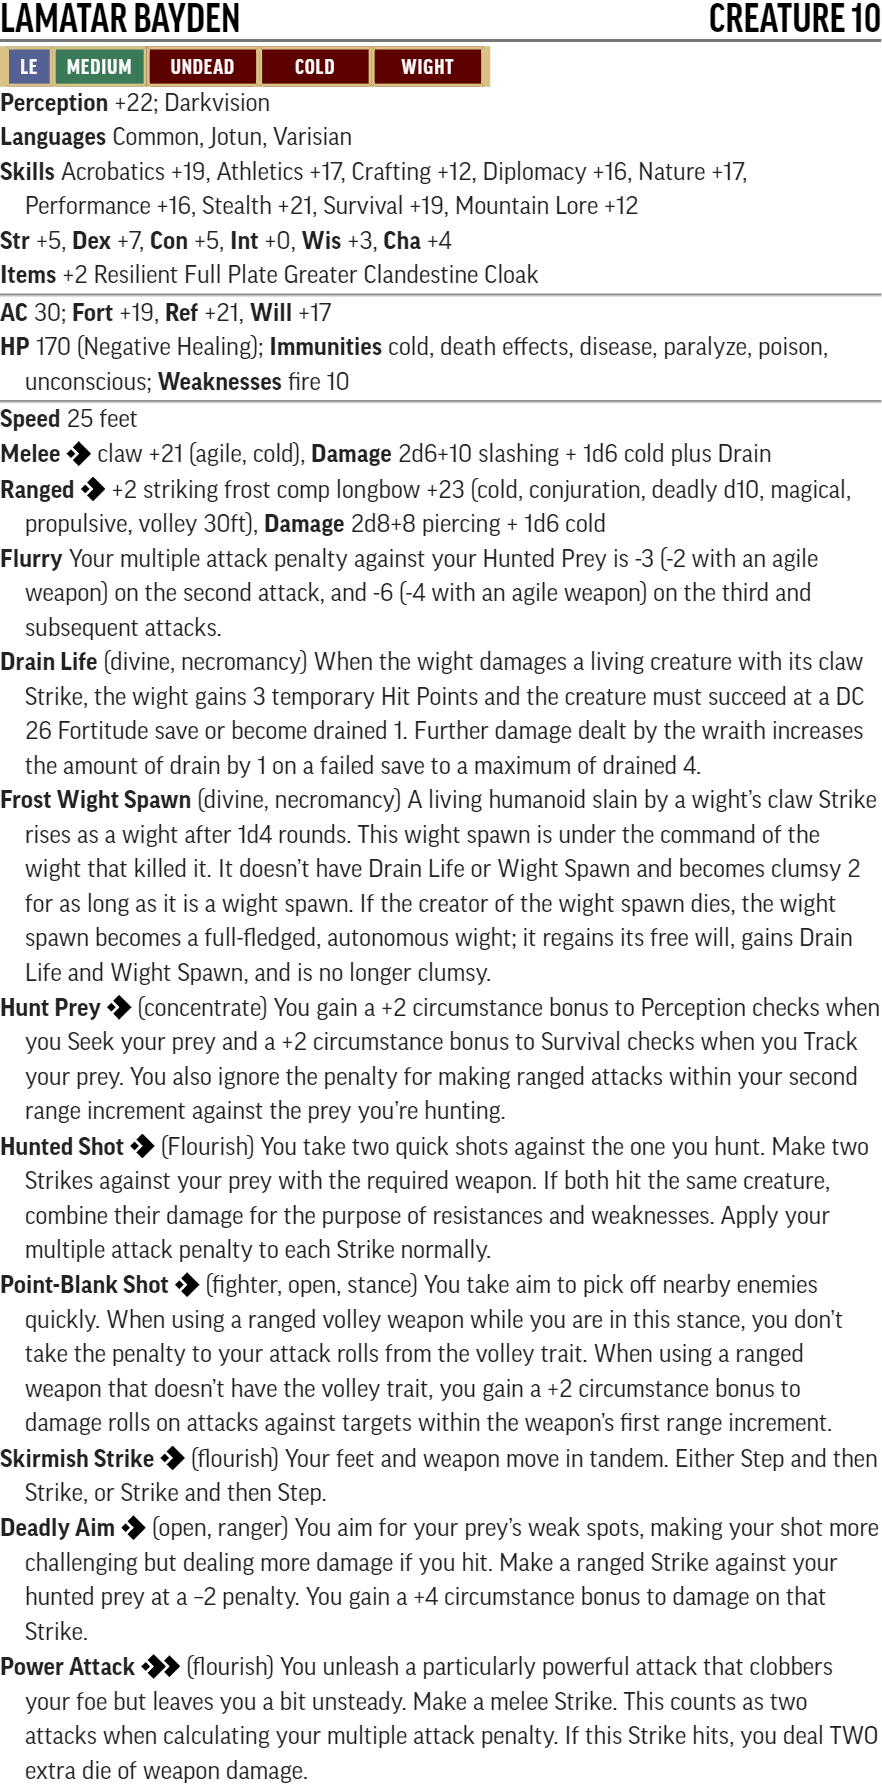 LAMATAR BAYDEN CREATURE 10
LE MEDIUM UNDEAD COLD WIGHT
Perception +22; Darkvision
Languages Common, Jotun, Varisian
Skills Acrobatics +19, Athletics +17, Crafting +12, Diplomacy +16, Nature +17,
Performance +16, Stealth +21, Survival +19, Mountain Lore +12
Str +5, Dex +7, Con +5, Int +0, Wis +3, Cha +4
Items +2 Resilient Full Plate Greater Clandestine Cloak
AC 30; Fort +19, Ref +21, Will +17
HP 170 (Negative Healing); Immunities cold, death effects, disease, paralyze, poison,
unconscious; Weaknesses fire 10
Speed 25 feet
Melee claw +21 (agile, cold), Damage 2d6+10 slashing + 1d6 cold plus Drain
Ranged +2 striking frost comp longbow +23 (cold, conjuration, deadly d10, magical,
propulsive, volley 30ft), Damage 2d8+8 piercing + 1d6 cold
Flurry Your multiple attack penalty against your Hunted Prey is -3 (-2 with an agile
weapon) on the second attack, and -6 (-4 with an agile weapon) on the third and
subsequent attacks.
Drain Life (divine, necromancy) When the wight damages a living creature with its claw
Strike, the wight gains 3 temporary Hit Points and the creature must succeed at a DC
26 Fortitude save or become drained 1. Further damage dealt by the wraith increases
the amount of drain by 1 on a failed save to a maximum of drained 4.
Frost Wight Spawn (divine, necromancy) A living humanoid slain by a wight's claw Strike
rises as a wight after 1d4 rounds. This wight spawn is under the command of the
wight that killed it. It doesn't have Drain Life or Wight Spawn and becomes clumsy 2
for as long as it is a wight spawn. If the creator of the wight spawn dies, the wight
spawn becomes a full-fledged, autonomous wight; it regains its free will, gains Drain
Life and Wight Spawn, and is no longer clumsy.
Hunt Prey (concentrate) You gain a +2 circumstance bonus to Perception checks when
you Seek your prey and a +2 circumstance bonus to Survival checks when you Track
your prey. You also ignore the penalty for making ranged attacks within your second
range increment against the prey you're hunting.
Hunted Shot (Flourish) You take two quick shots against the one you hunt. Make two
Strikes against your prey with the required weapon. If both hit the same creature,
combine their damage for the purpose of resistances and weaknesses. Apply your
multiple attack penalty to each Strike normally.
Point-Blank Shot (fighter, open, stance) You take aim to pick off nearby enemies
quickly. When using a ranged volley weapon while you are in this stance, you don't
take the penalty to your attack rolls from the volley trait. When using a ranged
weapon that doesn't have the volley trait, you gain a +2 circumstance bonus to
damage rolls on attacks against targets within the weapon's first range increment.
Skirmish Strike (flourish) Your feet and weapon move in tandem. Either Step and then
Strike, or Strike and then Step.
Deadly Aim (open, ranger) You aim for your prey's weak spots, making your shot more
challenging but dealing more damage if you hit. Make a ranged Strike against your
hunted prey at a –2 penalty. You gain a +4 circumstance bonus to damage on that
Strike.
Power Attack (flourish) You unleash a particularly powerful attack that clobbers
your foe but leaves you a bit unsteady. Make a melee Strike. This counts as two
attacks when calculating your multiple attack penalty. If this Strike hits, you deal TWO
extra die of weapon damage.